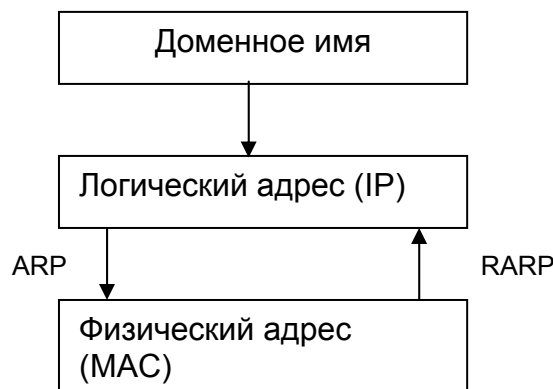 Доменное имя
Логический адрес (IP)
ARP
RARP
Физический адрес
(MAC)